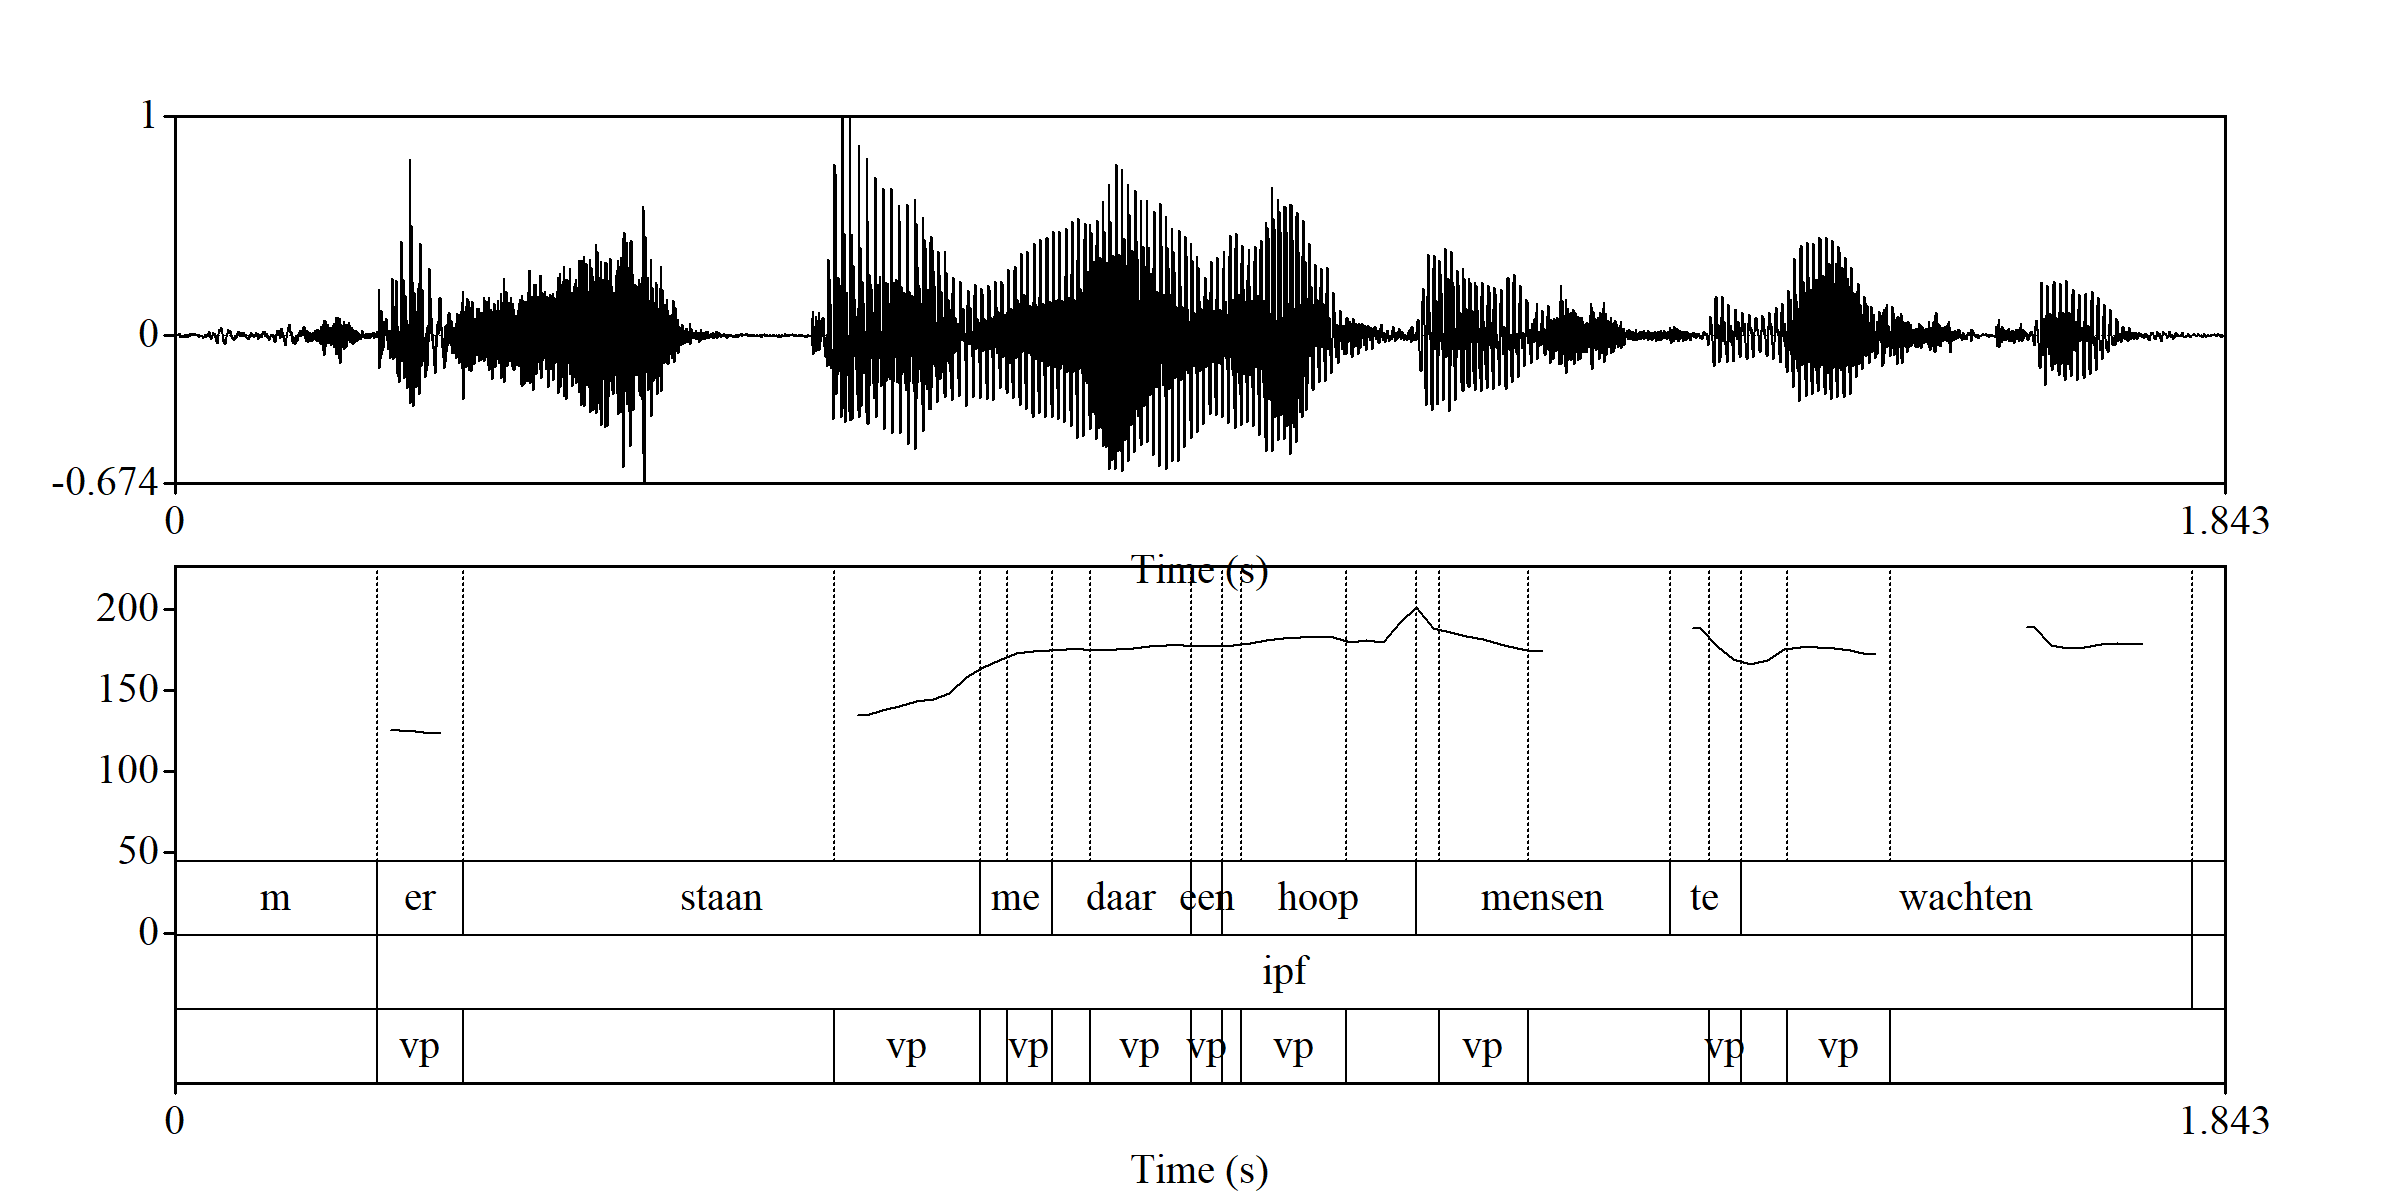 1
0
-0.674
0 1.843
Time (s)
200
150
100
50
0
m er staan me daar een hoop mensen te wachten
ipf
vp vp vp vp vp vp vp vp vp
0 1.843
Time (s)